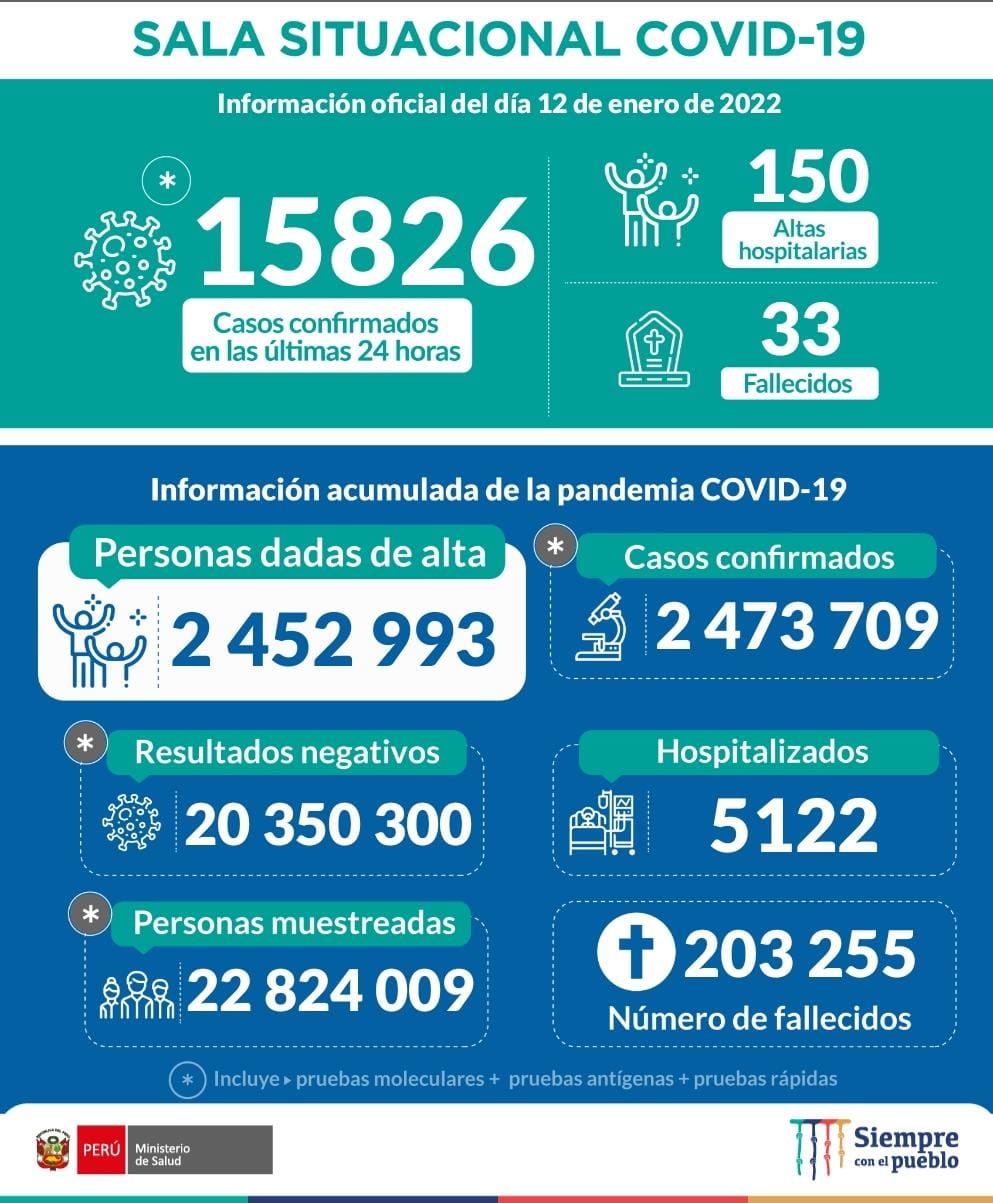 SALA SITUACIONAL COVID-19
Información oficial del día 12 de enero de 2022
*
15826
Casos confirmados
en las últimas 24 horas
150
Altas
hospitalarias
33
Fallecidos
Información acumulada de la pandemia COVID-19
Personas dadas de alta
2 452 993
*
Casos confirmados
2 473 709
*
Resultados negativos
20 350 300
Hospitalizados
5122
*
Personas muestreadas
22 824 009
203 255
Número de fallecidos
* Incluye ▸ pruebas moleculares + pruebas antígenas + pruebas rápidas
PERÚ
Ministerio
de Salud
Siempre
con el pueblo